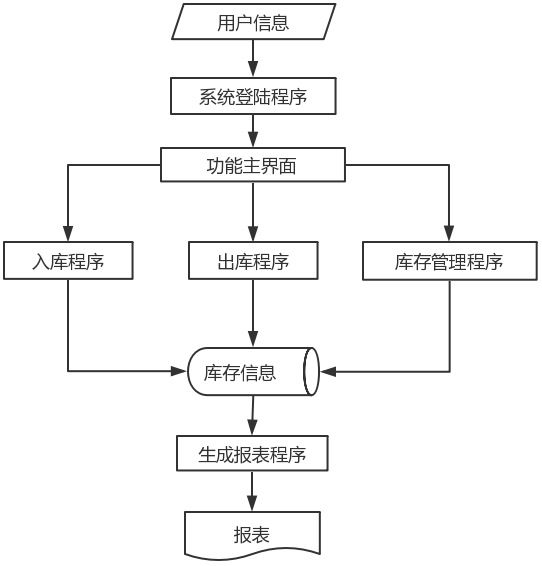 用户信息
系统登陆程序
功能主界面
入库程序
出库程序
库存管理程序
库存信息
生成报表程序
报表